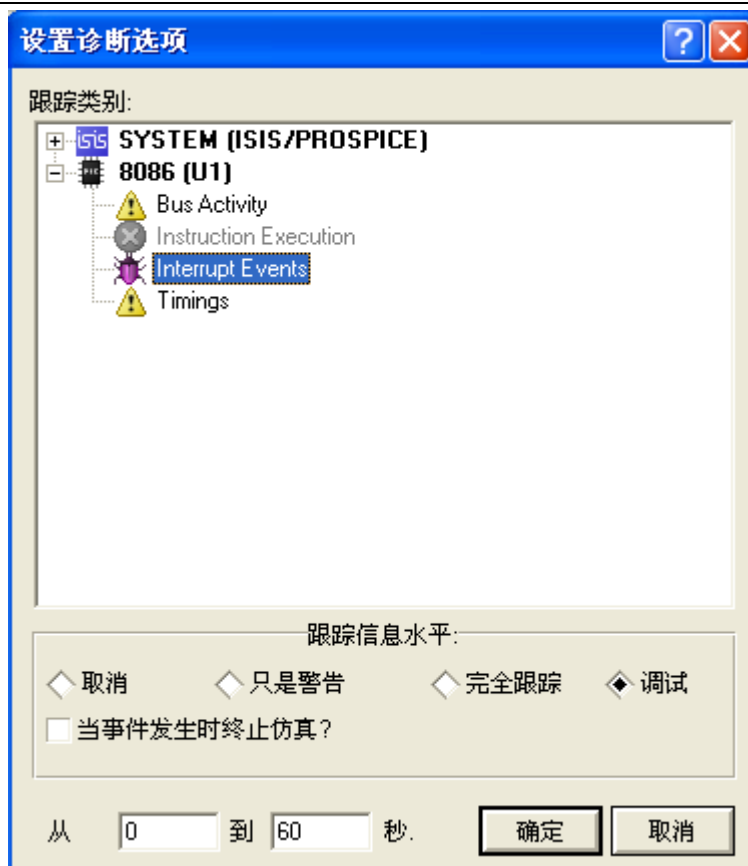 设置诊断选项
跟踪类别:
isis SYSTEM (ISIS/PROSPICE)
PIC 8086 (U1)
Bus Activity
Instruction Execution
Interrupt Events
Timings
跟踪信息水平:
取消 只是警告 完全跟踪 调试
当事件发生时终止仿真?
从 0 到 60 秒. 确定 取消